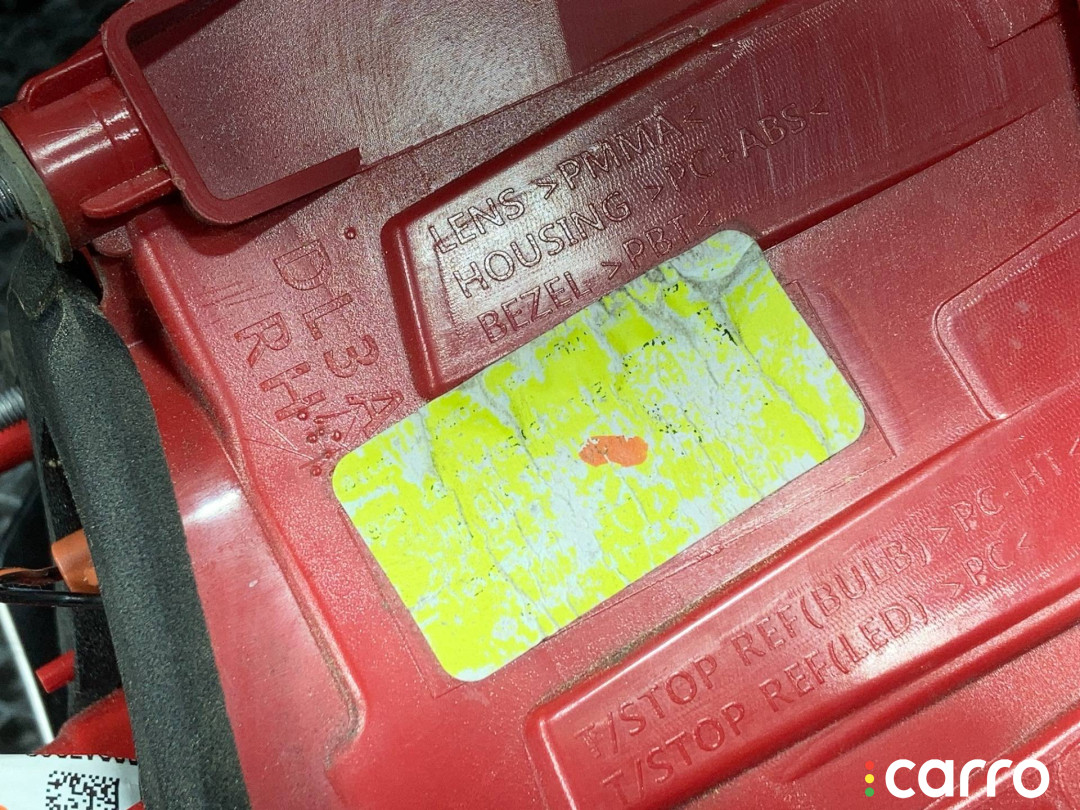 LENS >PMMA<
HOUSING >PC+ABS<
BEZEL >PBT<
DL3A
RH
T/STOP REF(BULB) >PC-HT<
T/STOP REF(LED) >PC<
carro